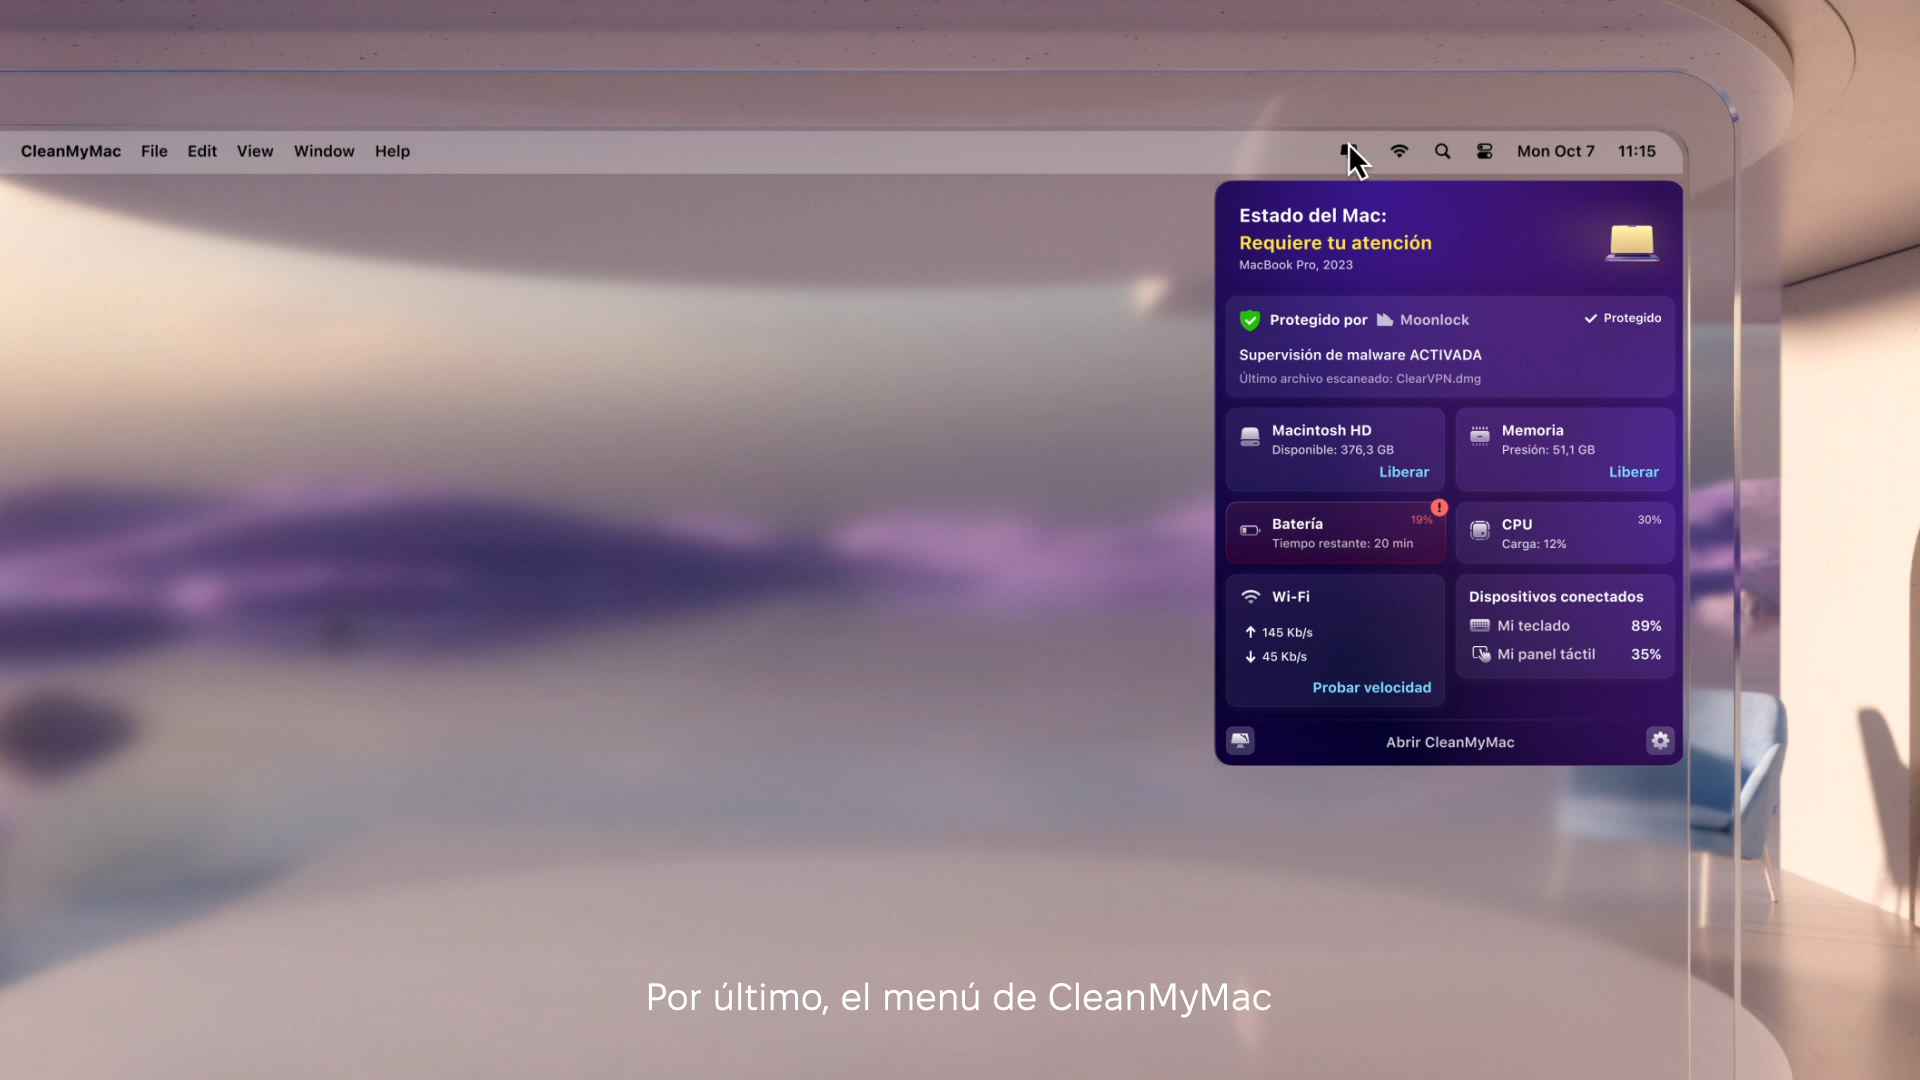 CleanMyMac File Edit View Window Help Mon Oct 7 11:15
Estado del Mac:
Requiere tu atención
MacBook Pro, 2023
Protegido por Moonlock Protegido
Supervisión de malware ACTIVADA
Último archivo escaneado: ClearVPN.dmg
Macintosh HD
Disponible: 376,3 GB
Liberar
Memoria
Presión: 51,1 GB
Liberar
Batería 19%
Tiempo restante: 20 min
CPU 30%
Carga: 12%
Wi-Fi
145 Kb/s
45 Kb/s
Probar velocidad
Dispositivos conectados
Mi teclado 89%
Mi panel táctil 35%
Abrir CleanMyMac
Por último, el menú de CleanMyMac